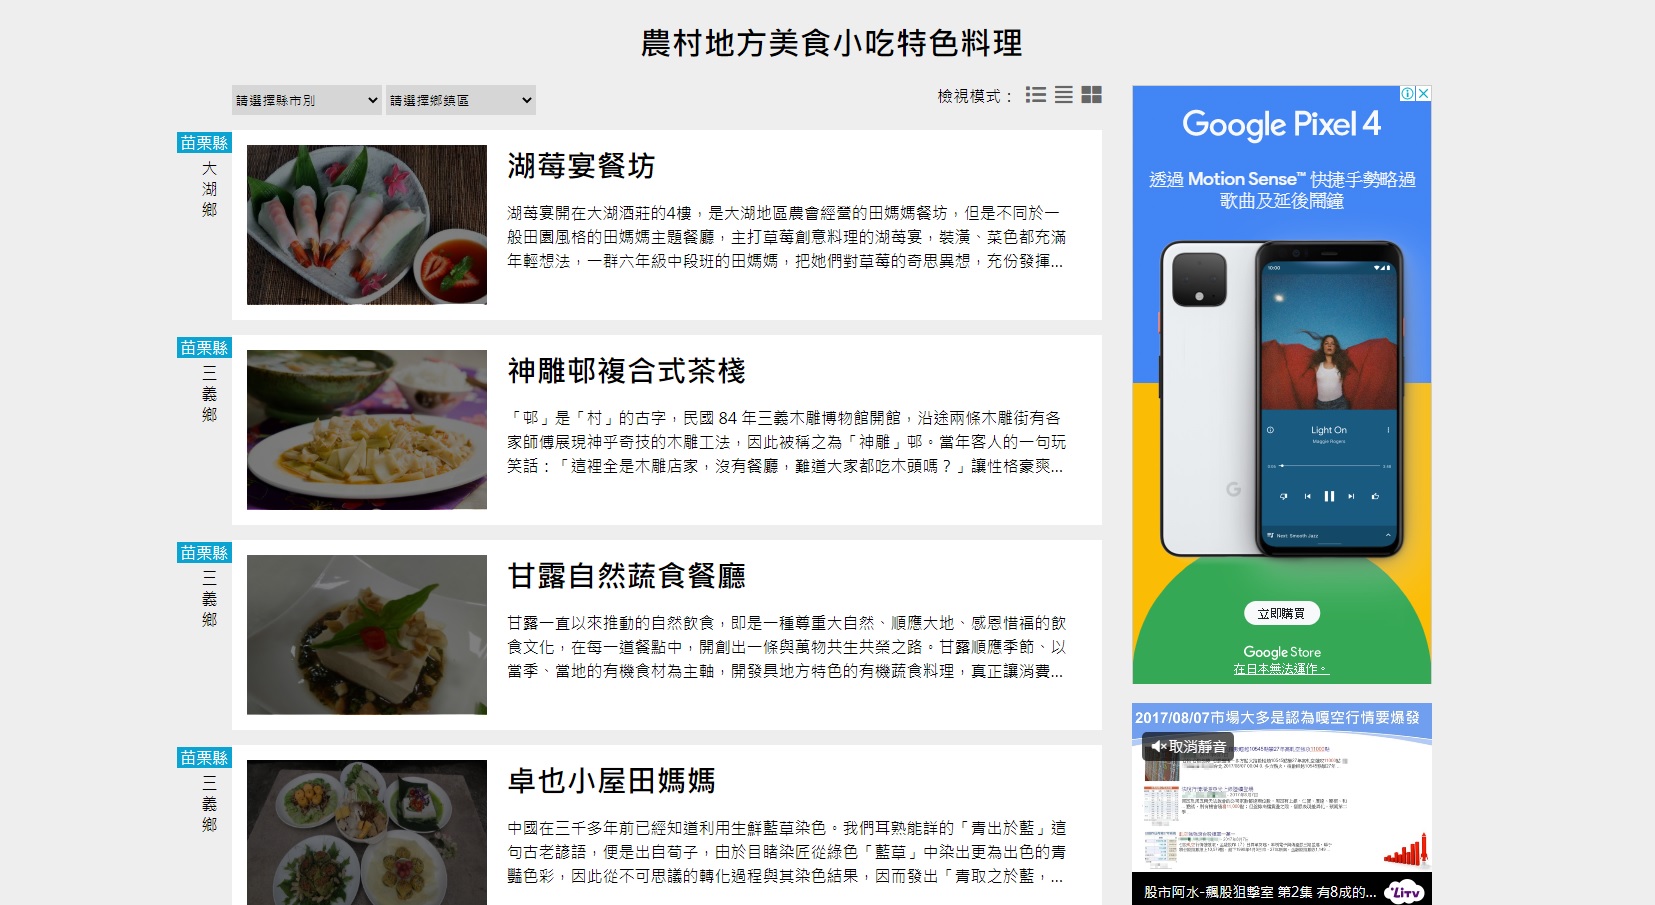 農村地方美食小吃特色料理
請選擇縣市別
請選擇鄉鎮區
檢視模式：
苗栗縣
大湖鄉
湖莓宴餐坊
湖莓宴開在大湖酒莊的4樓，是大湖地區農會經營的田媽媽餐坊，但是不同於一
般田園風格的田媽媽主題餐廳，主打草莓創意料理的湖莓宴，裝潢、菜色都充滿
年輕想法，一群六年級中段班的田媽媽，把她們對草莓的奇思異想，充份發揮...
苗栗縣
三義鄉
神雕邨複合式茶棧
「邨」是「村」的古字，民國 84 年三義木雕博物館開館，沿途兩條木雕街有各
家師傅展現神乎奇技的木雕工法，因此被稱之為「神雕」邨。當年客人的一句玩
笑話：「這裡全是木雕店家，沒有餐廳，難道大家都吃木頭嗎？」讓性格豪爽...
苗栗縣
三義鄉
甘露自然蔬食餐廳
甘露一直以來推動的自然飲食，即是一種尊重大自然、順應大地、感恩惜福的飲
食文化，在每一道餐點中，開創出一條與萬物共生共榮之路。甘露順應季節、以
當季、當地的有機食材為主軸，開發具地方特色的有機蔬食料理，真正讓消費...
苗栗縣
三義鄉
卓也小屋田媽媽
中國在三千多年前已經知道利用生鮮藍草染色。我們耳熟能詳的「青出於藍」這
句古老諺語，便是出自荀子，由於目睹染匠從綠色「藍草」中染出更為出色的青
豔色彩，因此從不可思議的轉化過程與其染色結果，因而發出「青取之於藍，...
Google Pixel 4
透過 Motion Sense™ 快捷手勢略過
歌曲及延後鬧鐘
10:00
Light On
Maggie Rogers
Next: Smooth Jazz
G
立即購買
Google Store
在日本無法運作。
2017/08/07市場大多是認為嘎空行情要爆發
取消靜音
股市阿水-飆股狙擊室 第2集 有8成的...
LiTV